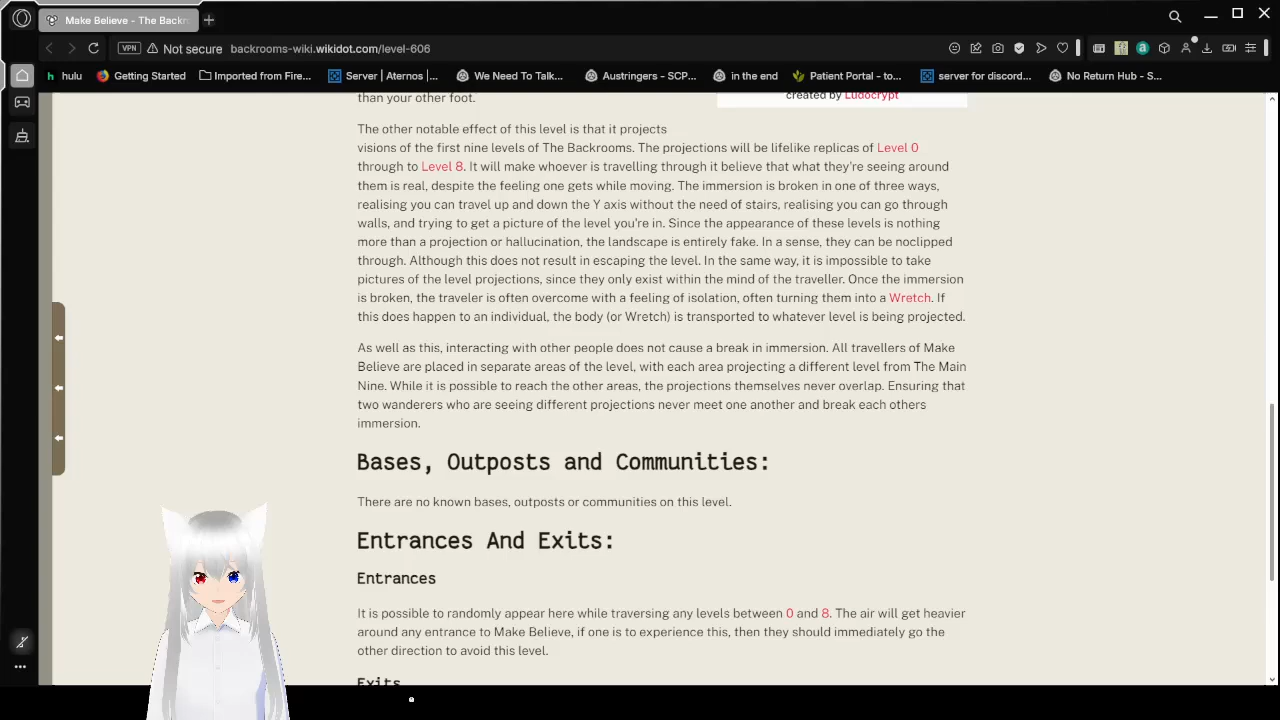 Make Believe - The Backr
VPN Not secure backrooms-wiki.wikidot.com/level-606
h hulu Getting Started Imported from Fire... Server | Aternos |... We Need To Talk... Austringers - SCP... in the end Patient Portal - to... server for discord... No Return Hub - S...
than your other foot.
created by Ludocrypt
The other notable effect of this level is that it projects
visions of the first nine levels of The Backrooms. The projections will be lifelike replicas of Level 0
through to Level 8. It will make whoever is travelling through it believe that what they're seeing around
them is real, despite the feeling one gets while moving. The immersion is broken in one of three ways,
realising you can travel up and down the Y axis without the need of stairs, realising you can go through
walls, and trying to get a picture of the level you're in. Since the appearance of these levels is nothing
more than a projection or hallucination, the landscape is entirely fake. In a sense, they can be noclipped
through. Although this does not result in escaping the level. In the same way, it is impossible to take
pictures of the level projections, since they only exist within the mind of the traveller. Once the immersion
is broken, the traveler is often overcome with a feeling of isolation, often turning them into a Wretch. If
this does happen to an individual, the body (or Wretch) is transported to whatever level is being projected.
As well as this, interacting with other people does not cause a break in immersion. All travellers of Make
Believe are placed in separate areas of the level, with each area projecting a different level from The Main
Nine. While it is possible to reach the other areas, the projections themselves never overlap. Ensuring that
two wanderers who are seeing different projections never meet one another and break each others
immersion.
Bases, Outposts and Communities:
There are no known bases, outposts or communities on this level.
Entrances And Exits:
Entrances
It is possible to randomly appear here while traversing any levels between 0 and 8. The air will get heavier
around any entrance to Make Believe, if one is to experience this, then they should immediately go the
other direction to avoid this level.
Exits